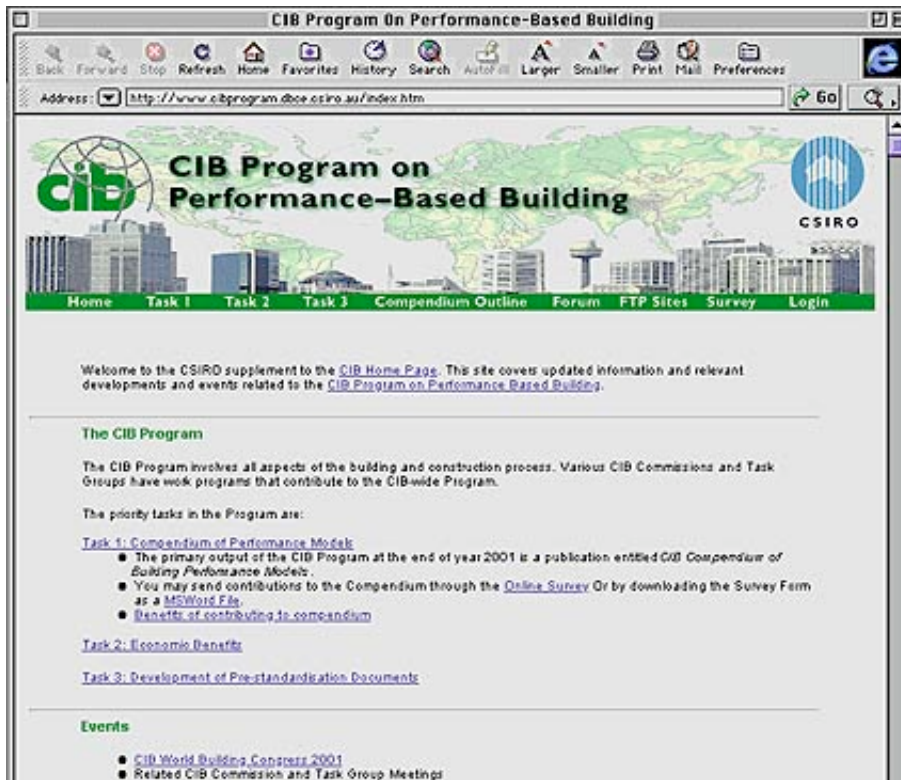 CIB Program On Performance-Based Building
Back Forward Stop Refresh Home Favorites History Search AutoFill Larger Smaller Print Mail Preferences
Address: http://www.cibprogram.dbce.csiro.au/index.htm Go
cib
CIB Program on
Performance-Based Building
CSIRO
Home Task 1 Task 2 Task 3 Compendium Outline Forum FTP Sites Survey Login
Welcome to the CSIRO supplement to the CIB Home Page. This site covers updated information and relevant
developments and events related to the CIB Program on Performance Based Building.
The CIB Program
The CIB Program involves all aspects of the building and construction process. Various CIB Commissions and Task
Groups have work programs that contribute to the CIB-wide Program.
The priority tasks in the Program are:
Task 1: Compendium of Performance Models
The primary output of the CIB Program at the end of year 2001 is a publication entitled CIB Compendium of
Building Performance Models.
You may send contributions to the Compendium through the Online Survey Or by downloading the Survey Form
as a MSWord File.
Benefits of contributing to compendium
Task 2: Economic Benefits
Task 3: Development of Pre-standardisation Documents
Events
CIB World Building Congress 2001
Related CIB Commission and Task Group Meetings